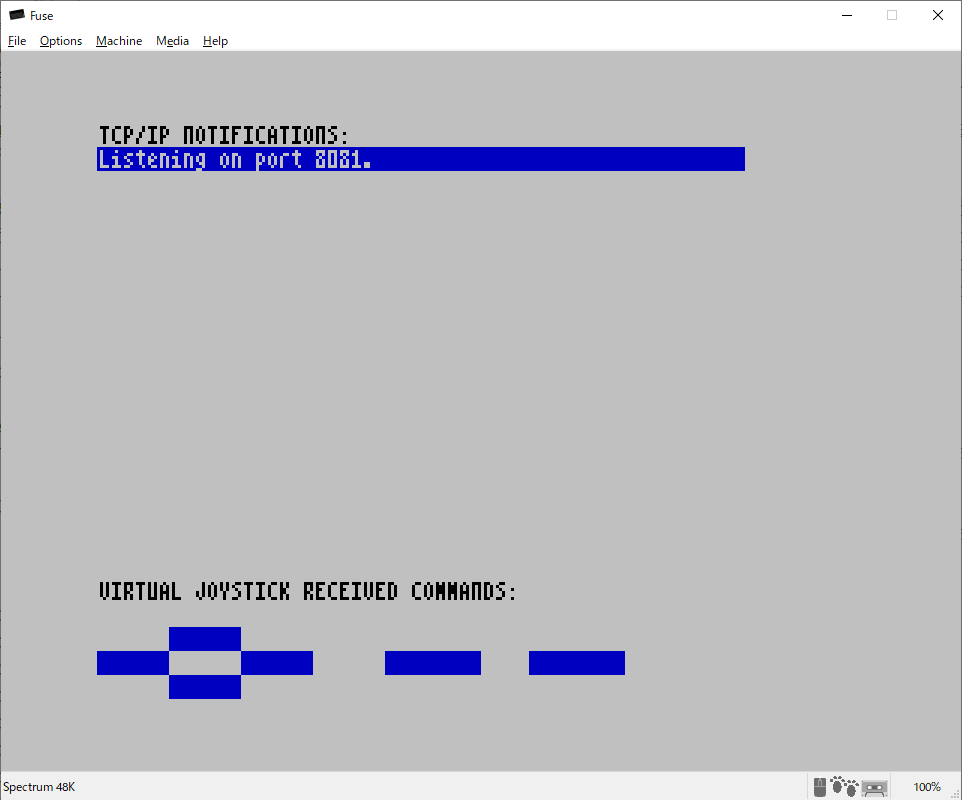 Fuse
File Options Machine Media Help
TCP/IP NOTIFICATIONS:
Listening on port 8081.
VIRTUAL JOYSTICK RECEIVED COMMANDS:
Spectrum 48K 100%